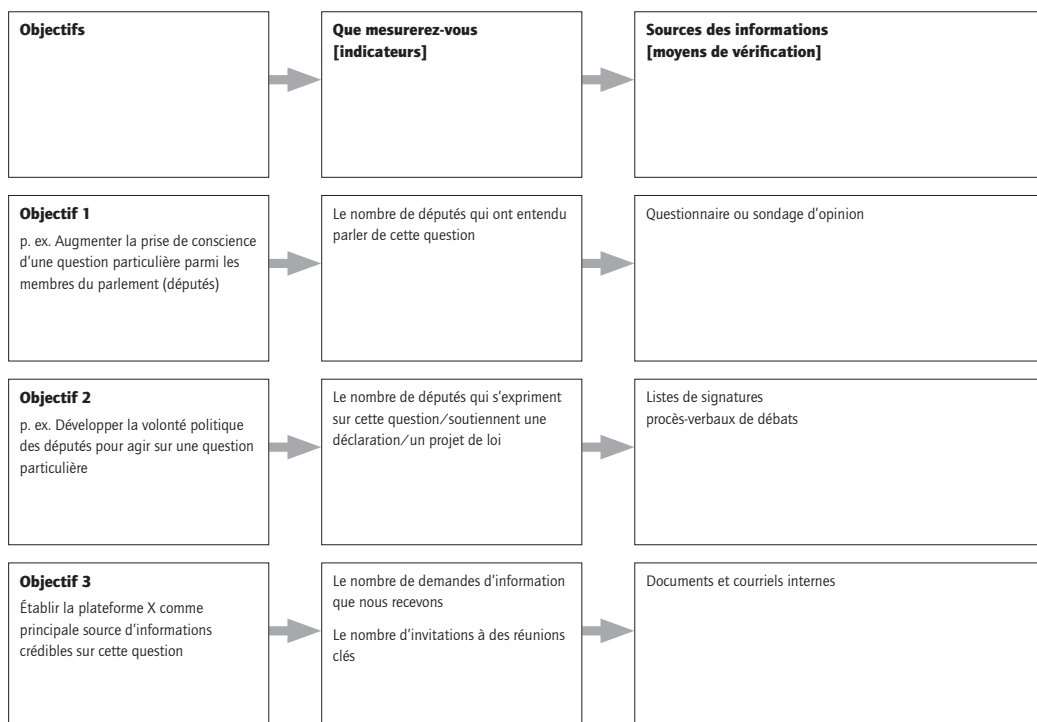 Objectifs
Que mesurerez-vous
[indicateurs]
Sources des informations
[moyens de vérification]
Objectif 1
p. ex. Augmenter la prise de conscience
d’une question particulière parmi les
membres du parlement (députés)
Le nombre de députés qui ont entendu
parler de cette question
Questionnaire ou sondage d’opinion
Objectif 2
p. ex. Développer la volonté politique
des députés pour agir sur une question
particulière
Le nombre de députés qui s’expriment
sur cette question/soutiennent une
déclaration/un projet de loi
Listes de signatures
procès-verbaux de débats
Objectif 3
Établir la plateforme X comme
principale source d’informations
crédibles sur cette question
Le nombre de demandes d’information
que nous recevons
Le nombre d’invitations à des réunions
clés
Documents et courriels internes